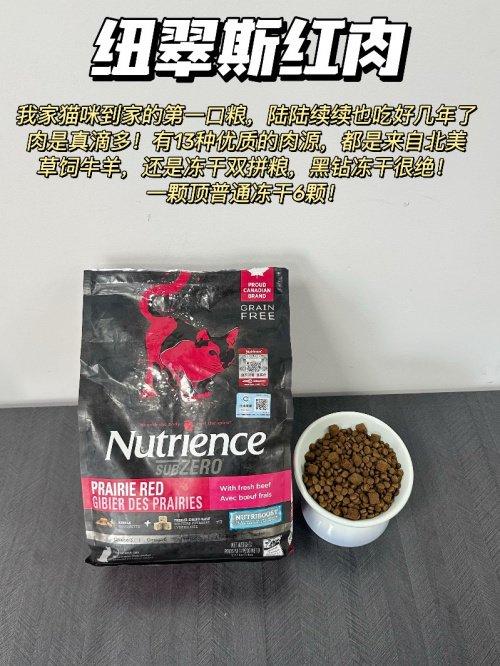 纽翠斯红肉
我家猫咪到家的第一口粮，陆陆续续也吃好几年了
肉是真滴多！有13种优质的肉源，都是来自北美
草饲牛羊，还是冻干双拼粮，黑钻冻干很绝！
一颗顶普通冻干6颗！
PROUD
CANADIAN
BRAND
GRAIN
FREE
Nutrience
Nutrience
SUBZERO
PRAIRIE RED
GIBIER DES PRAIRIES
With fresh beef
Avec bœuf frais
NUTRIBOOST